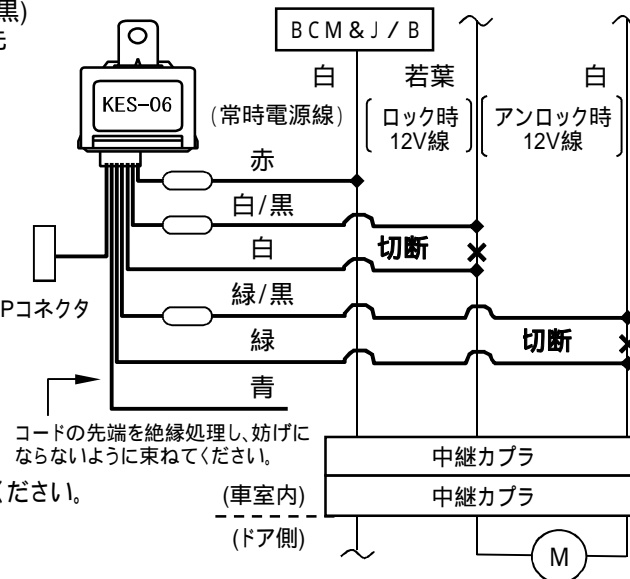 黒)
BCM&J/B
白 若葉 白
KES-06
(常時電源線) ロック時 12V線 アンロック時 12V線
赤
白/黒
白 切断
Pコネクタ
緑/黒
緑 切断
青
コードの先端を絶縁処理し、妨げに
ならないように束ねてください。
中継カプラ
ください。
(車室内) 中継カプラ
(ドア側)
M